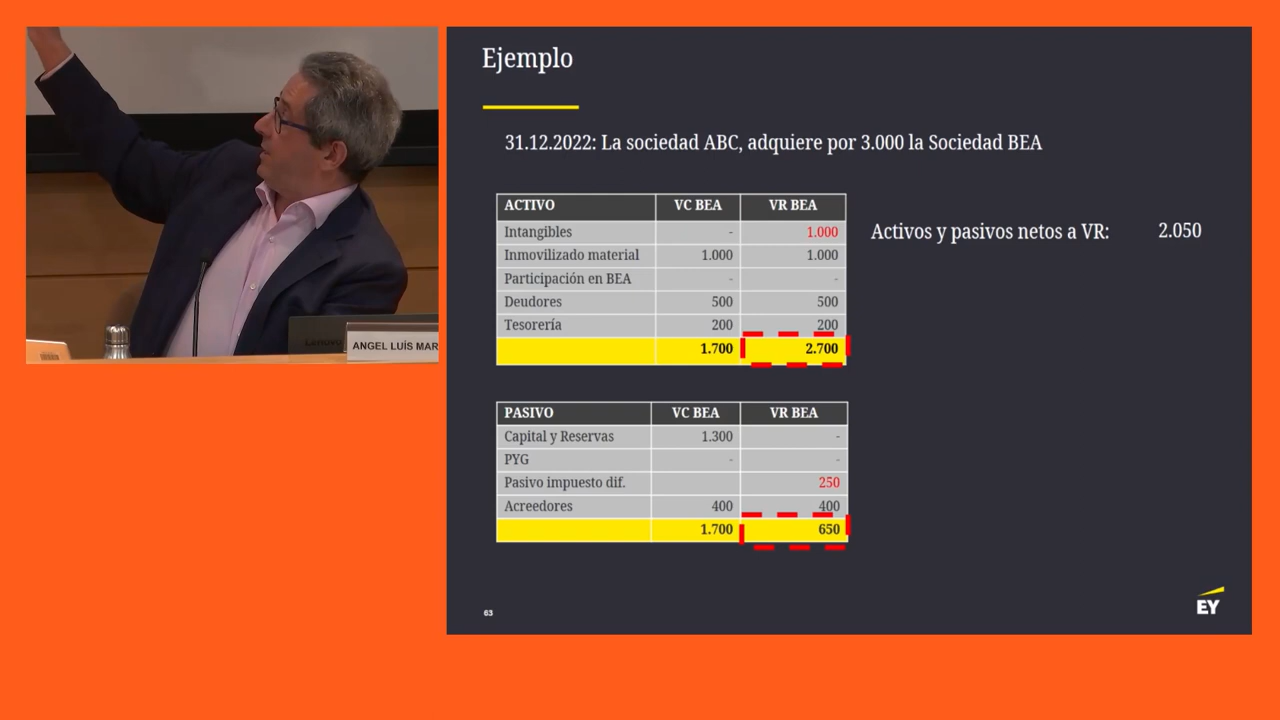 Ejemplo
31.12.2022: La sociedad ABC, adquiere por 3.000 la Sociedad BEA
ACTIVO VC BEA VR BEA
Intangibles - 1.000
Inmovilizado material 1.000 1.000
Participación en BEA - -
Deudores 500 500
Tesorería 200 200
1.700 2.700
Activos y pasivos netos a VR: 2.050
PASIVO VC BEA VR BEA
Capital y Reservas 1.300 -
PYG - -
Pasivo impuesto dif. 250
Acreedores 400 400
1.700 650
63
EY
LENOVO
ANGEL LUÍS MAR